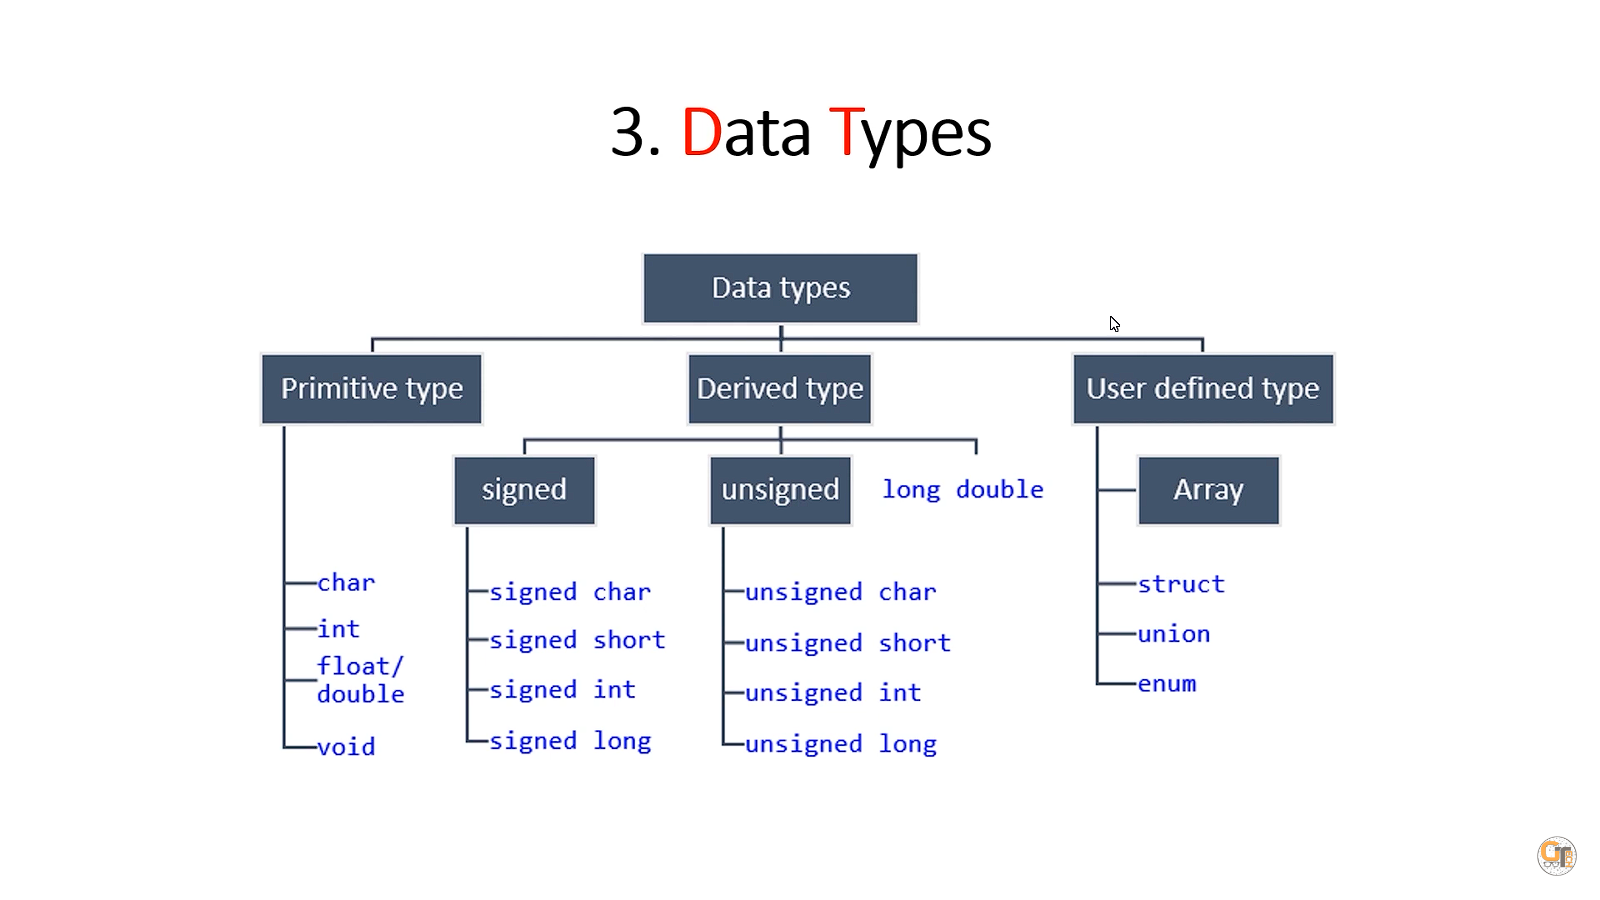 3. Data Types
Data types
Primitive type
Derived type
User defined type
signed
unsigned
long double
Array
char
int
float/
double
void
signed char
signed short
signed int
signed long
unsigned char
unsigned short
unsigned int
unsigned long
struct
union
enum